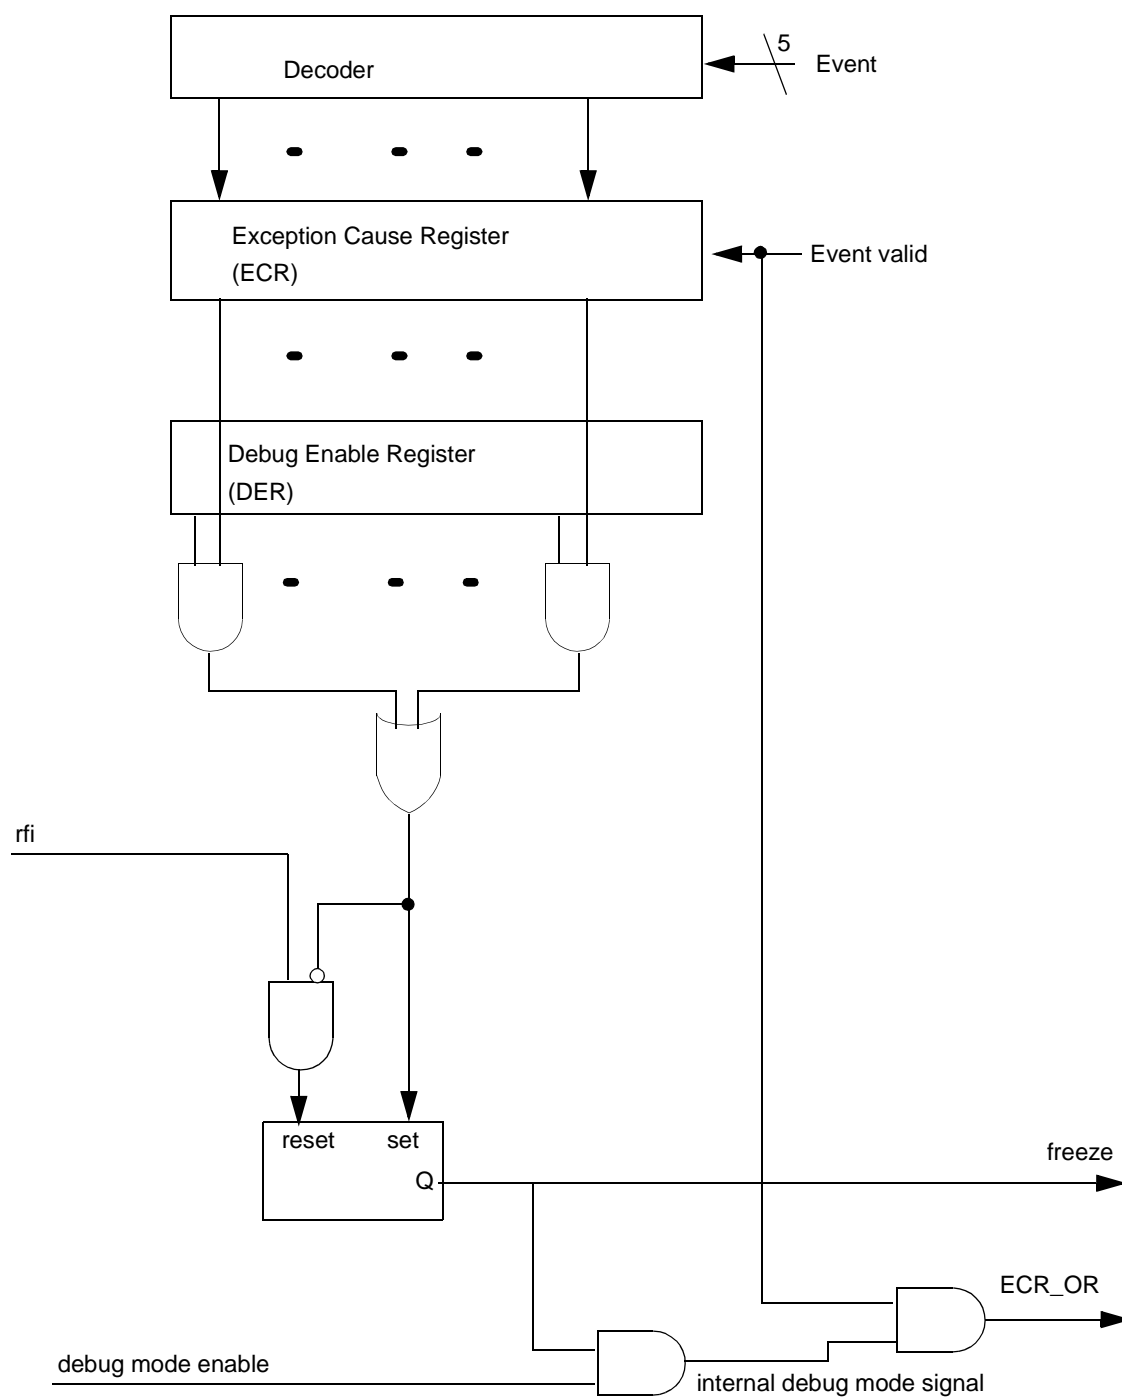 5
Decoder
Event
Exception Cause Register
(ECR)
Event valid
Debug Enable Register
(DER)
rfi
reset set
Q
freeze
ECR_OR
debug mode enable
internal debug mode signal